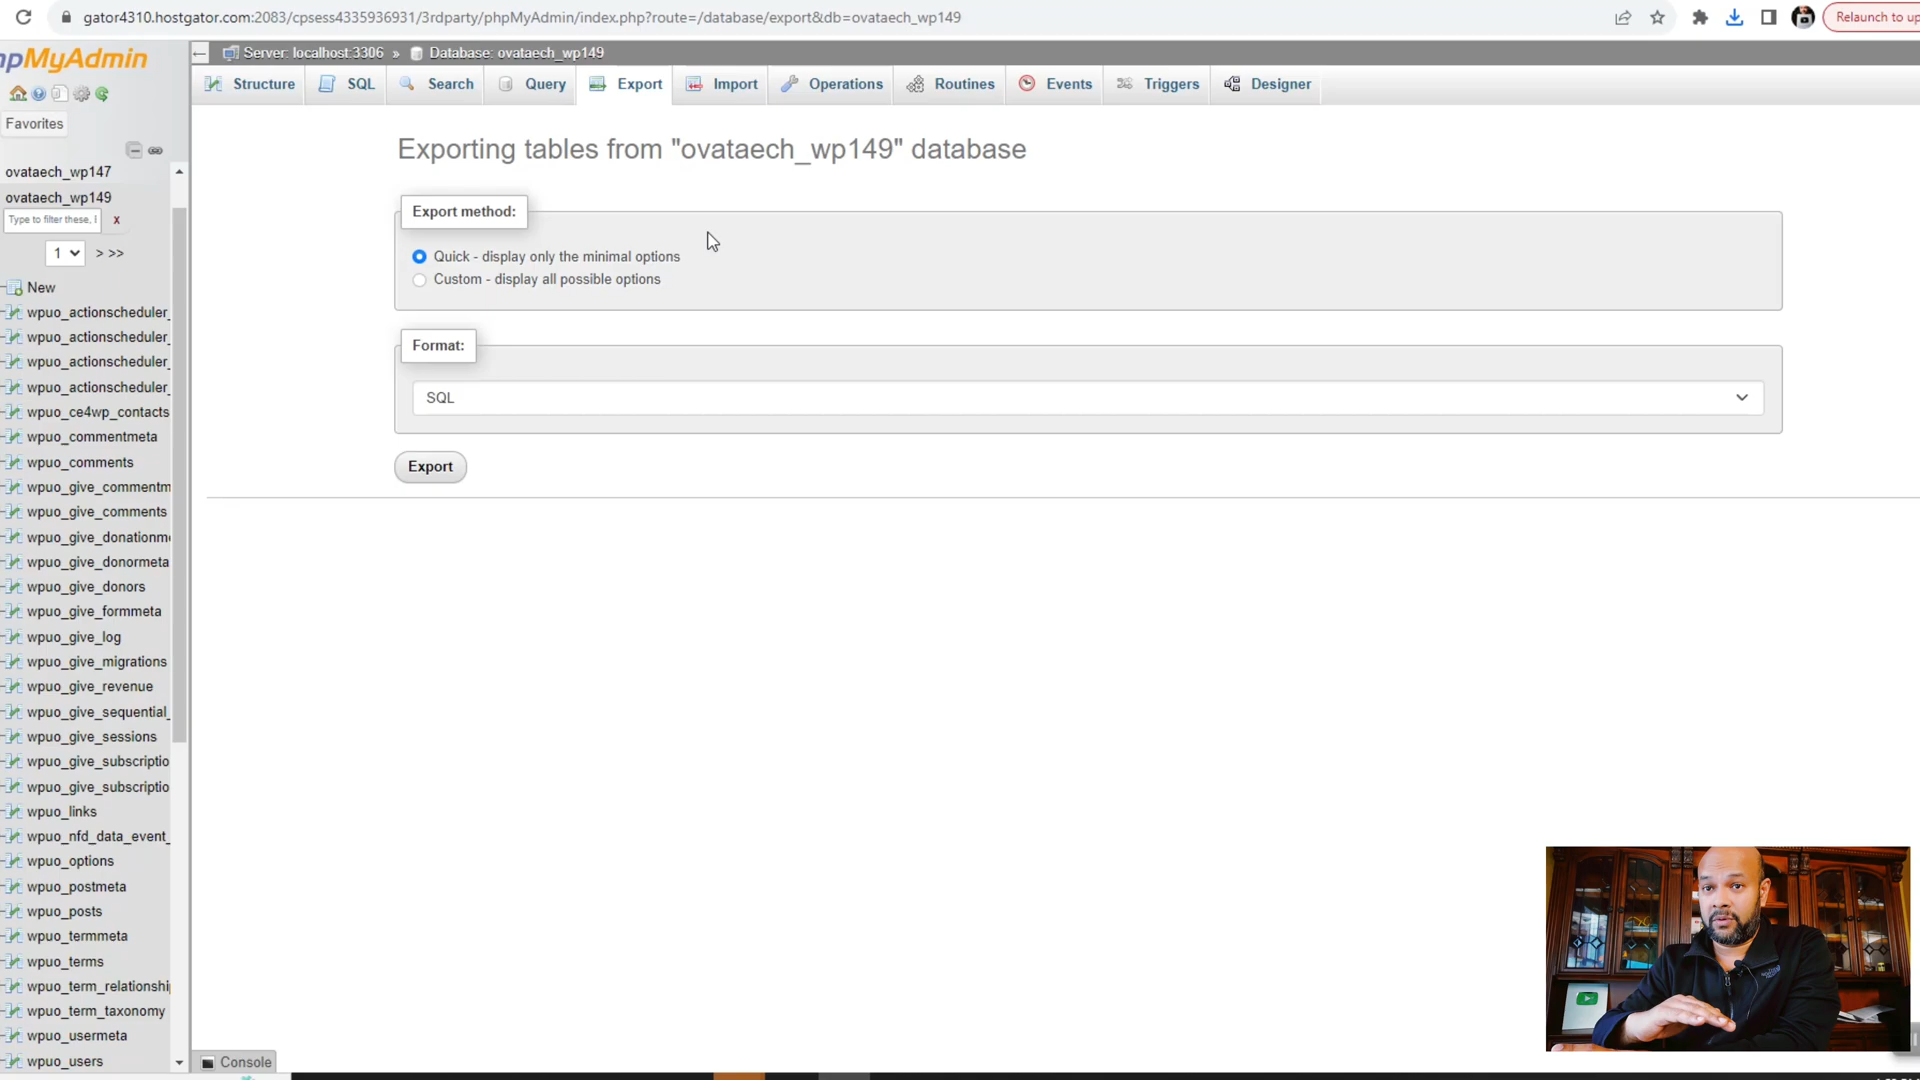 gator4310.hostgator.com:2083/cpsess4335936931/3rdparty/phpMyAdmin/index.php?route=/database/export&db=ovataech_wp149
Relaunch to up
hpMyAdmin
Server: localhost:3306 » Database: ovataech_wp149
Structure SQL Search Query Export Import Operations Routines Events Triggers Designer
Favorites
ovataech_wp147
ovataech_wp149
Type to filter these, x
1 > >>
New
wpuo_actionscheduler_
wpuo_actionscheduler_
wpuo_actionscheduler_
wpuo_actionscheduler_
wpuo_ce4wp_contacts
wpuo_commentmeta
wpuo_comments
wpuo_give_commentm
wpuo_give_comments
wpuo_give_donationme
wpuo_give_donormeta
wpuo_give_donors
wpuo_give_formmeta
wpuo_give_log
wpuo_give_migrations
wpuo_give_revenue
wpuo_give_sequential_
wpuo_give_sessions
wpuo_give_subscriptio
wpuo_give_subscriptio
wpuo_links
wpuo_nfd_data_event_
wpuo_options
wpuo_postmeta
wpuo_posts
wpuo_termmeta
wpuo_terms
wpuo_term_relationshi
wpuo_term_taxonomy
wpuo_usermeta
wpuo_users
Exporting tables from "ovataech_wp149" database
Export method:
Quick - display only the minimal options
Custom - display all possible options
Format:
SQL
Export
Console